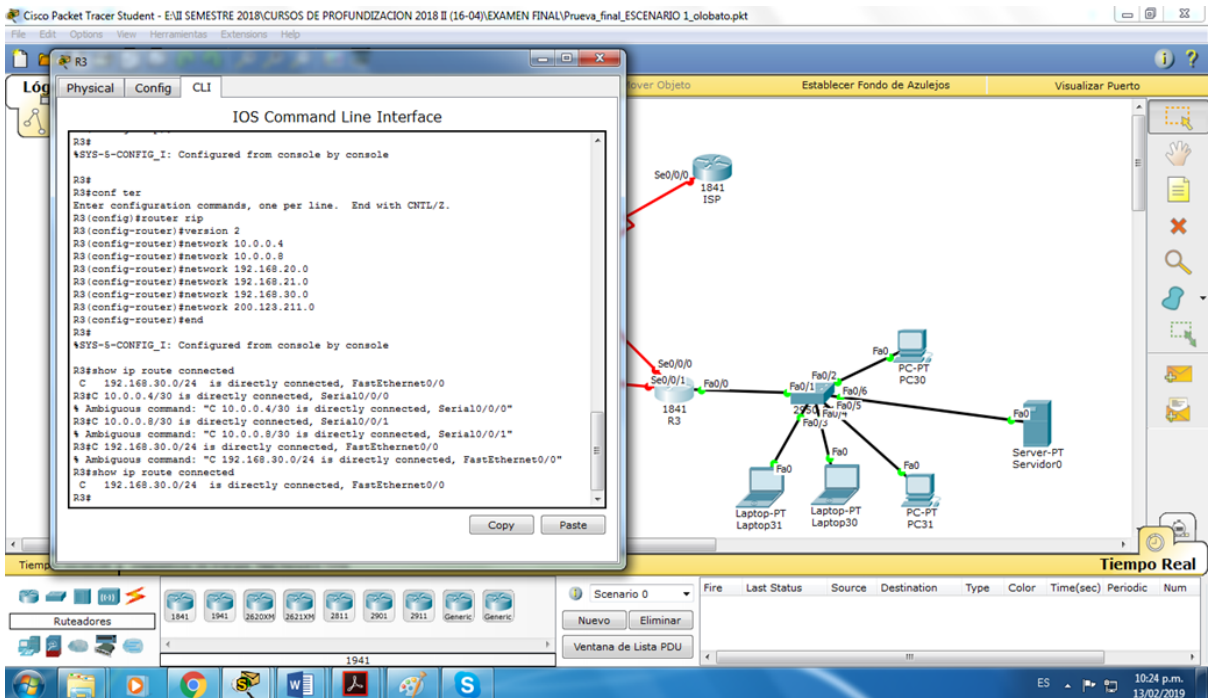 Cisco Packet Tracer Student - E:\II SEMESTRE 2018\CURSOS DE PROFUNDIZACION 2018 II (16-04)\EXAMEN FINAL\Prueva_final_ESCENARIO 1_olobato.pkt
File Edit Options View Herramientas Extensions Help
R3
Lóg
over Objeto
Establecer Fondo de Azulejos
Visualizar Puerto
Physical Config CLI
IOS Command Line Interface
R3#
%SYS-5-CONFIG_I: Configured from console by console
R3#
R3#conf ter
Enter configuration commands, one per line. End with CNTL/Z.
R3(config)#router rip
R3(config-router)#version 2
R3(config-router)#network 10.0.0.4
R3(config-router)#network 10.0.0.8
R3(config-router)#network 192.168.20.0
R3(config-router)#network 192.168.21.0
R3(config-router)#network 192.168.30.0
R3(config-router)#network 200.123.211.0
R3(config-router)#end
R3#
%SYS-5-CONFIG_I: Configured from console by console
R3#show ip route connected
C 192.168.30.0/24 is directly connected, FastEthernet0/0
R3#C 10.0.0.4/30 is directly connected, Serial0/0/0
% Ambiguous command: "C 10.0.0.4/30 is directly connected, Serial0/0/0"
R3#C 10.0.0.8/30 is directly connected, Serial0/0/1
% Ambiguous command: "C 10.0.0.8/30 is directly connected, Serial0/0/1"
R3#C 192.168.30.0/24 is directly connected, FastEthernet0/0
% Ambiguous command: "C 192.168.30.0/24 is directly connected, FastEthernet0/0"
R3#show ip route connected
C 192.168.30.0/24 is directly connected, FastEthernet0/0
R3#
Copy Paste
Se0/0/0
1841
ISP
Se0/0/0
Se0/0/1
Fa0/0
1841
R3
Fa0/1
Fa0/2
Fa0/6
Fa0/5
Fa0/3
Fa0
PC-PT
PC30
Fa0
Server-PT
Servidor0
Fa0
Laptop-PT
Laptop31
Fa0
Laptop-PT
Laptop30
Fa0
PC-PT
PC31
Tiemp
Tiempo Real
Ruteadores
1841 1941 2620XM 2621XM 2811 2901 2911 Generic Generic
1941
Scenario 0
Nuevo Eliminar
Ventana de Lista PDU
Fire Last Status Source Destination Type Color Time(sec) Periodic Num
ES
10:24 p.m.
13/02/2019